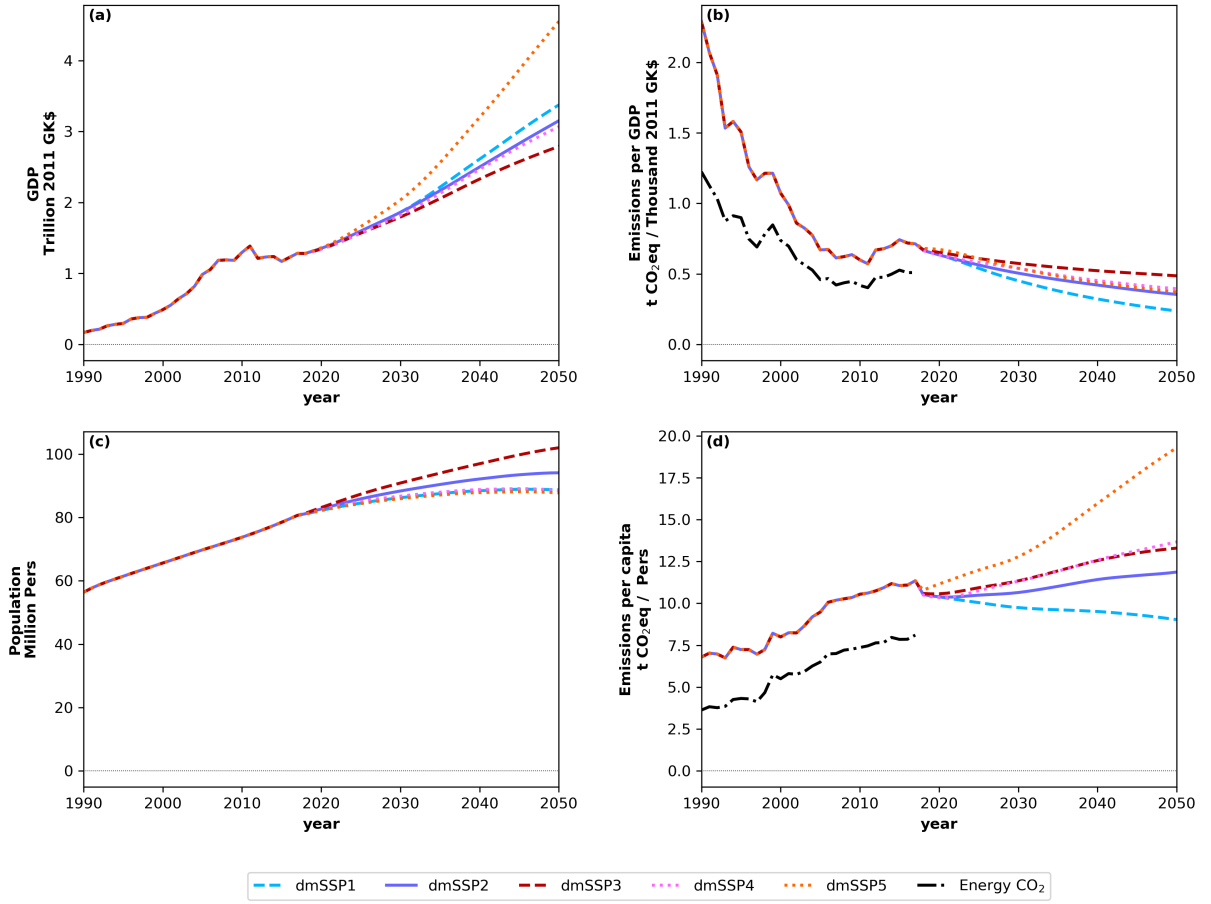 (a)
GDP
Trillion 2011 GK$
4
3
2
1
0
1990 2000 2010 2020 2030 2040 2050
year
(b)
Emissions per GDP
t CO₂eq / Thousand 2011 GK$
2.0
1.5
1.0
0.5
0.0
1990 2000 2010 2020 2030 2040 2050
year
(c)
Population
Million Pers
100
80
60
40
20
0
1990 2000 2010 2020 2030 2040 2050
year
(d)
Emissions per capita
t CO₂eq / Pers
20.0
17.5
15.0
12.5
10.0
7.5
5.0
2.5
0.0
1990 2000 2010 2020 2030 2040 2050
year
dmSSP1 dmSSP2 dmSSP3 dmSSP4 dmSSP5 Energy CO₂